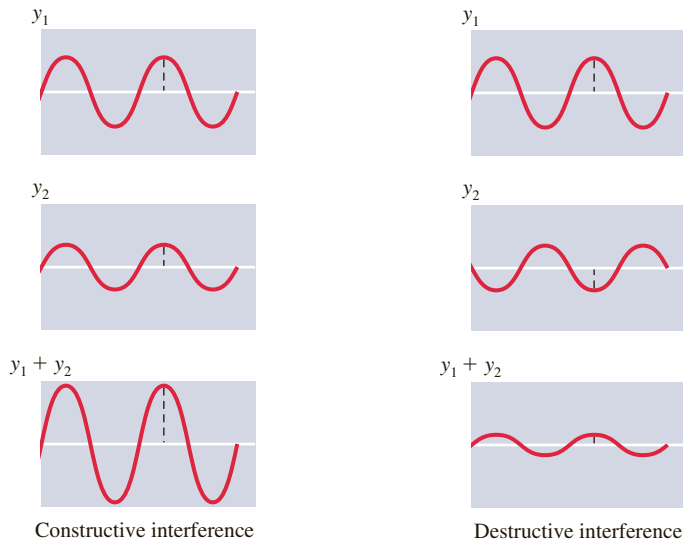 y₁
y₁
y₂
y₂
y₁ + y₂
y₁ + y₂
Constructive interference
Destructive interference